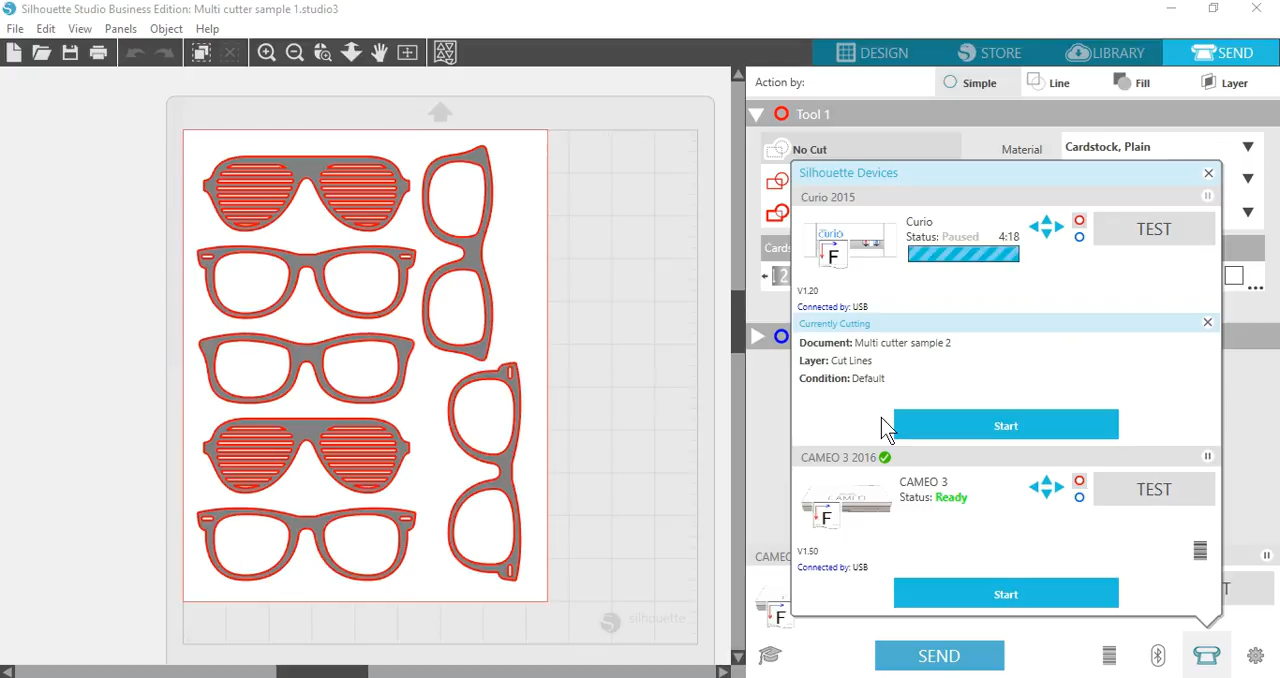 Silhouette Studio Business Edition: Multi cutter sample 1.studio3
File Edit View Panels Object Help
DESIGN STORE LIBRARY SEND
Action by: Simple Line Fill Layer
Tool 1
No Cut Material Cardstock, Plain
Silhouette Devices
Curio 2015
Cards
Curio
Status: Paused 4:18
TEST
curio
F
V1.20
Connected by: USB
Currently Cutting
Document: Multi cutter sample 2
Layer: Cut Lines
Condition: Default
Start
CAMEO 3 2016
CAMEO 3
Status: Ready
TEST
CAMEO
F
V1.50
Connected by: USB
Start
CAMEO
F
T
silhouette
SEND